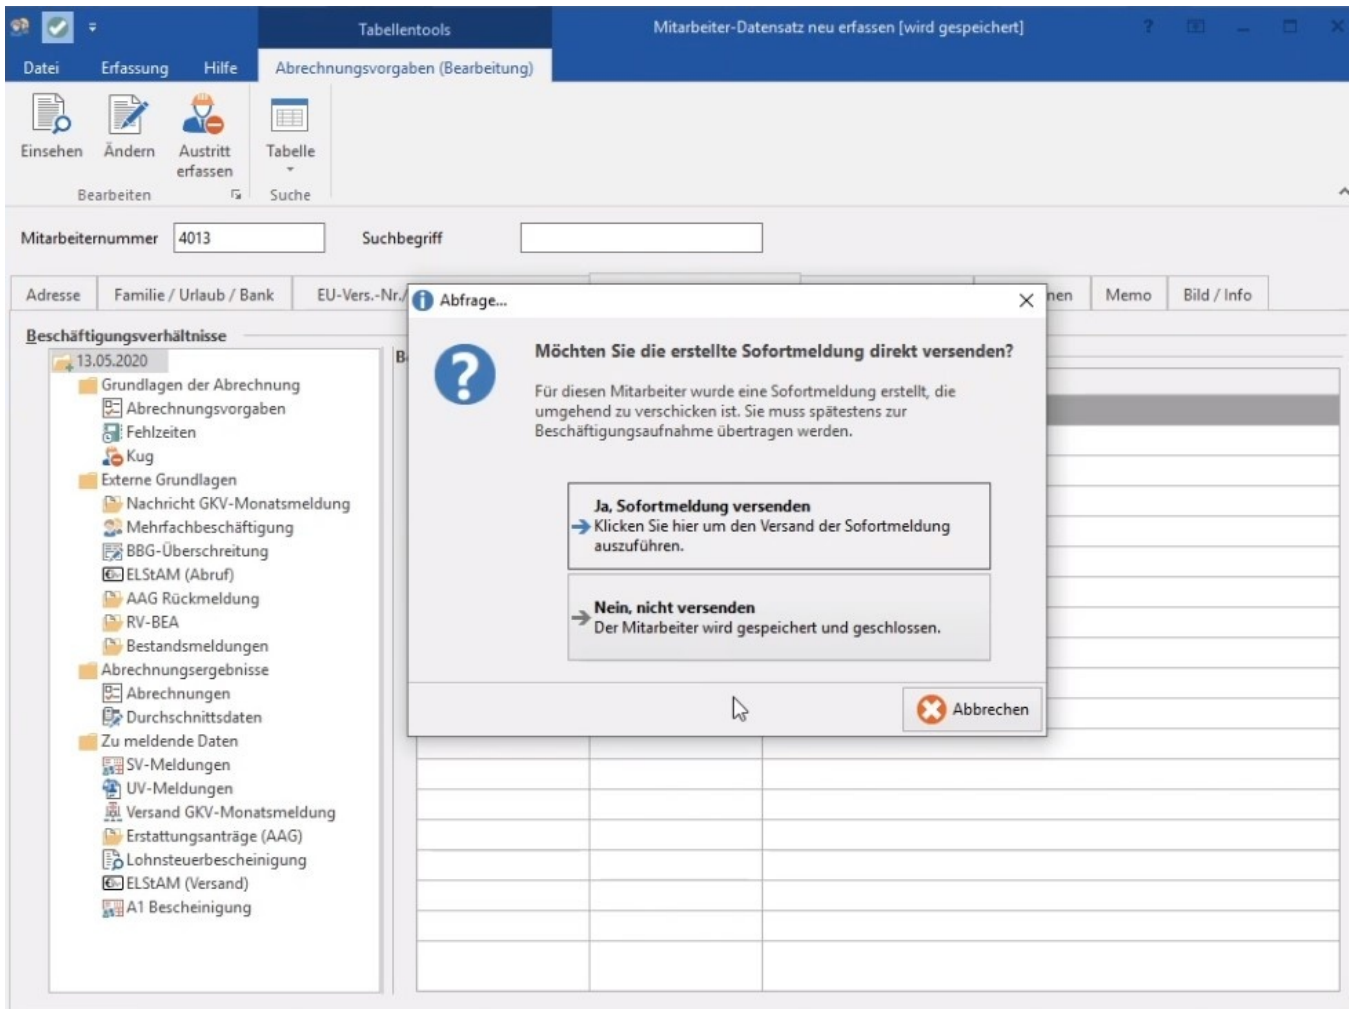 Tabellentools
Mitarbeiter-Datensatz neu erfassen [wird gespeichert]
?
Datei
Erfassung
Hilfe
Abrechnungsvorgaben (Bearbeitung)
Einsehen
Ändern
Austritt
erfassen
Tabelle
Bearbeiten
Suche
Mitarbeiternummer
4013
Suchbegriff
Adresse
Familie / Urlaub / Bank
EU-Vers.-Nr./
Memo
Bild / Info
Beschäftigungsverhältnisse
13.05.2020
Grundlagen der Abrechnung
Abrechnungsvorgaben
Fehlzeiten
Kug
Externe Grundlagen
Nachricht GKV-Monatsmeldung
Mehrfachbeschäftigung
BBG-Überschreitung
ELStAM (Abruf)
AAG Rückmeldung
RV-BEA
Bestandsmeldungen
Abrechnungsergebnisse
Abrechnungen
Durchschnittsdaten
Zu meldende Daten
SV-Meldungen
UV-Meldungen
Versand GKV-Monatsmeldung
Erstattungsanträge (AAG)
Lohnsteuerbescheinigung
ELStAM (Versand)
A1 Bescheinigung
Abfrage...
Möchten Sie die erstellte Sofortmeldung direkt versenden?
Für diesen Mitarbeiter wurde eine Sofortmeldung erstellt, die
umgehend zu verschicken ist. Sie muss spätestens zur
Beschäftigungsaufnahme übertragen werden.
Ja, Sofortmeldung versenden
Klicken Sie hier um den Versand der Sofortmeldung
auszuführen.
Nein, nicht versenden
Der Mitarbeiter wird gespeichert und geschlossen.
Abbrechen